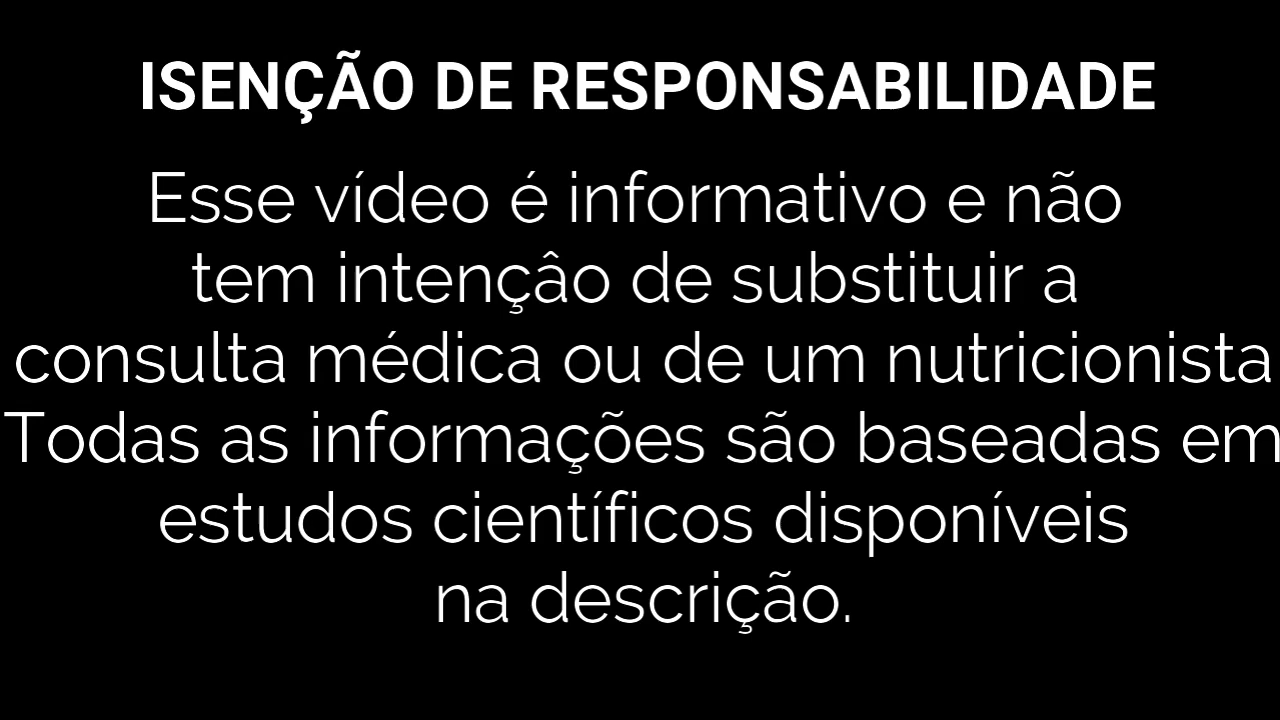 ISENÇÃO DE RESPONSABILIDADE
Esse vídeo é informativo e não
tem intençâo de substituir a
consulta médica ou de um nutricionista
Todas as informações são baseadas em
estudos científicos disponíveis
na descrição.